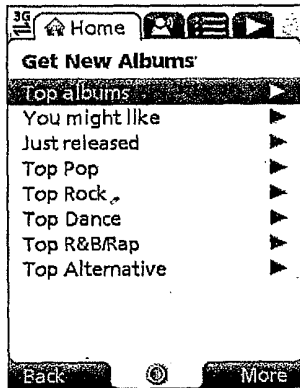 3G
Home
Get New Albums
Top albums
You might like
Just released
Top Pop
Top Rock
Top Dance
Top R&B/Rap
Top Alternative
Back More